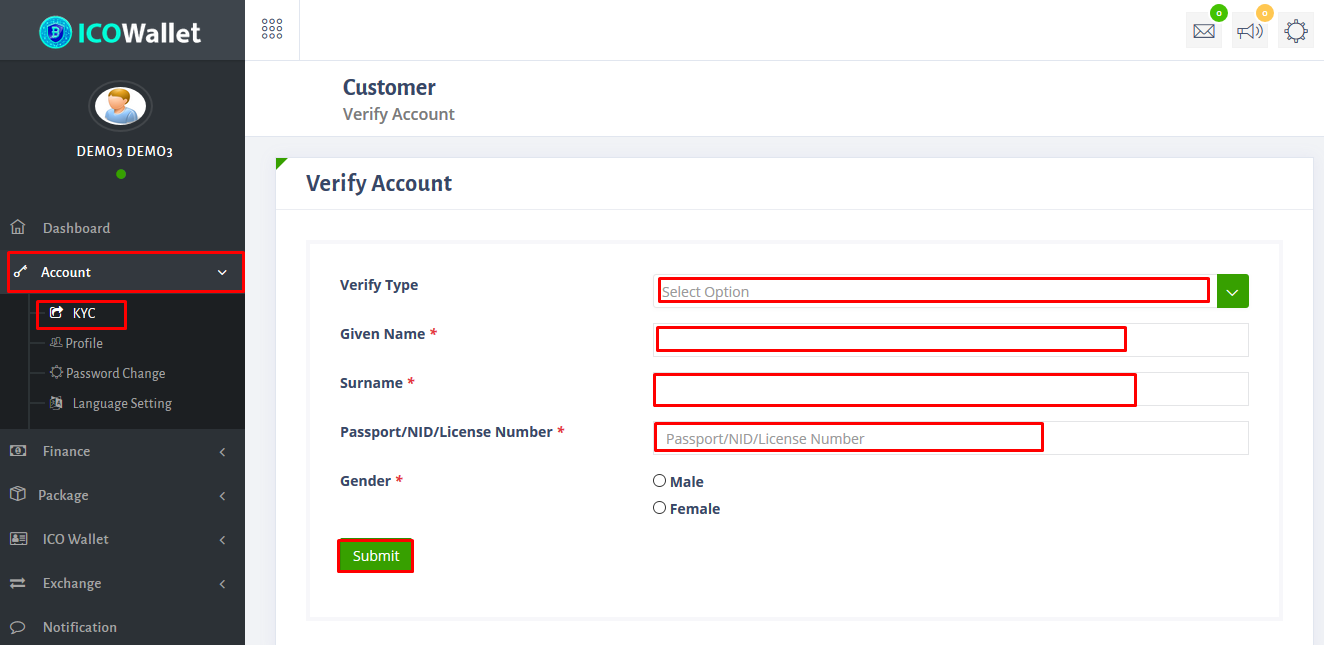 ICOWallet
DEMO3 DEMO3
Dashboard
Account
KYC
Profile
Password Change
Language Setting
Finance
Package
ICO Wallet
Exchange
Notification
0
0
Customer
Verify Account
Verify Account
Verify Type
Select Option
Given Name *
Surname *
Passport/NID/License Number *
Passport/NID/License Number
Gender *
Male
Female
Submit